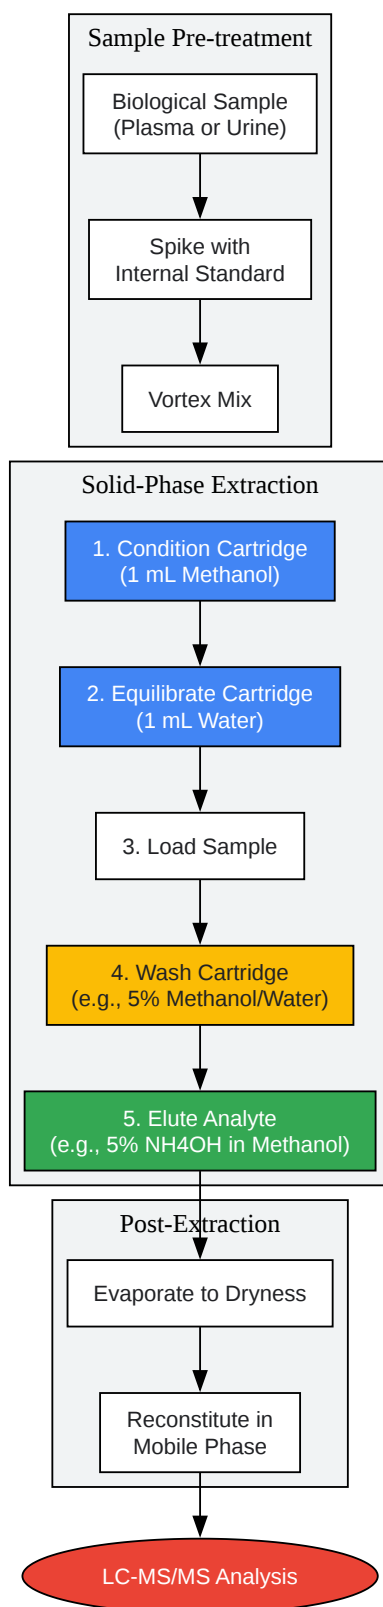 Sample Pre-treatment
Biological Sample
(Plasma or Urine)
Spike with
Internal Standard
Vortex Mix
Solid-Phase Extraction
1. Condition Cartridge
(1 mL Methanol)
2. Equilibrate Cartridge
(1 mL Water)
3. Load Sample
4. Wash Cartridge
(e.g., 5% Methanol/Water)
5. Elute Analyte
(e.g., 5% NH4OH in Methanol)
Post-Extraction
Evaporate to Dryness
Reconstitute in
Mobile Phase
LC-MS/MS Analysis